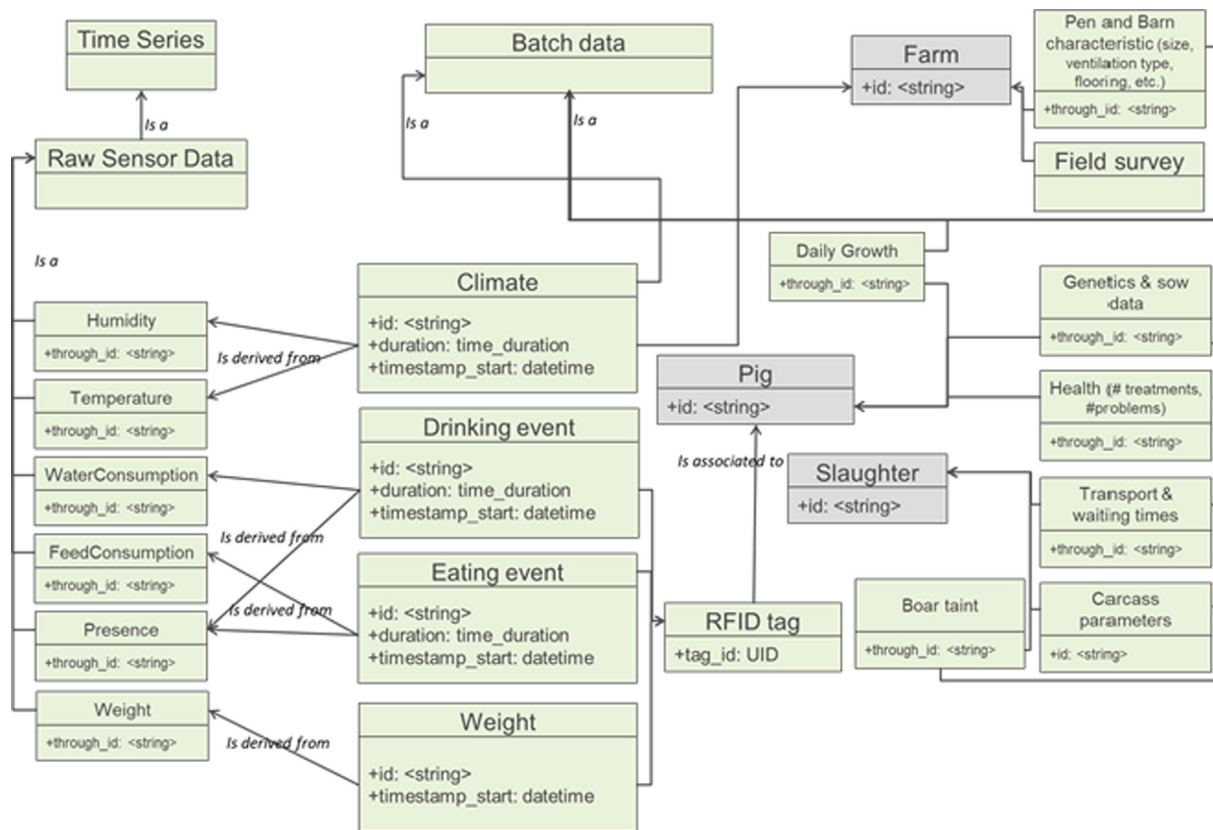 Time Series
Batch data
Farm
+id: <string>
Pen and Barn
characteristic (size,
ventilation type,
flooring, etc.)
+through_id: <string>
Is a
Is a
Is a
Raw Sensor Data
Field survey
Is a
Daily Growth
+through_id: <string>
Climate
+id: <string>
+duration: time_duration
+timestamp_start: datetime
Genetics & sow
data
+through_id: <string>
Humidity
+through_id: <string>
Is derived from
Pig
+id: <string>
Temperature
+through_id: <string>
Health (# treatments,
#problems)
+through_id: <string>
Drinking event
+id: <string>
+duration: time_duration
+timestamp_start: datetime
Is associated to
Slaughter
+id: <string>
WaterConsumption
+through_id: <string>
Transport &
waiting times
+through_id: <string>
Is derived from
FeedConsumption
+through_id: <string>
Eating event
+id: <string>
+duration: time_duration
+timestamp_start: datetime
Is derived from
Presence
+through_id: <string>
RFID tag
+tag_id: UID
Boar taint
+through_id: <string>
Carcass
parameters
+id: <string>
Weight
+through_id: <string>
Is derived from
Weight
+id: <string>
+timestamp_start: datetime